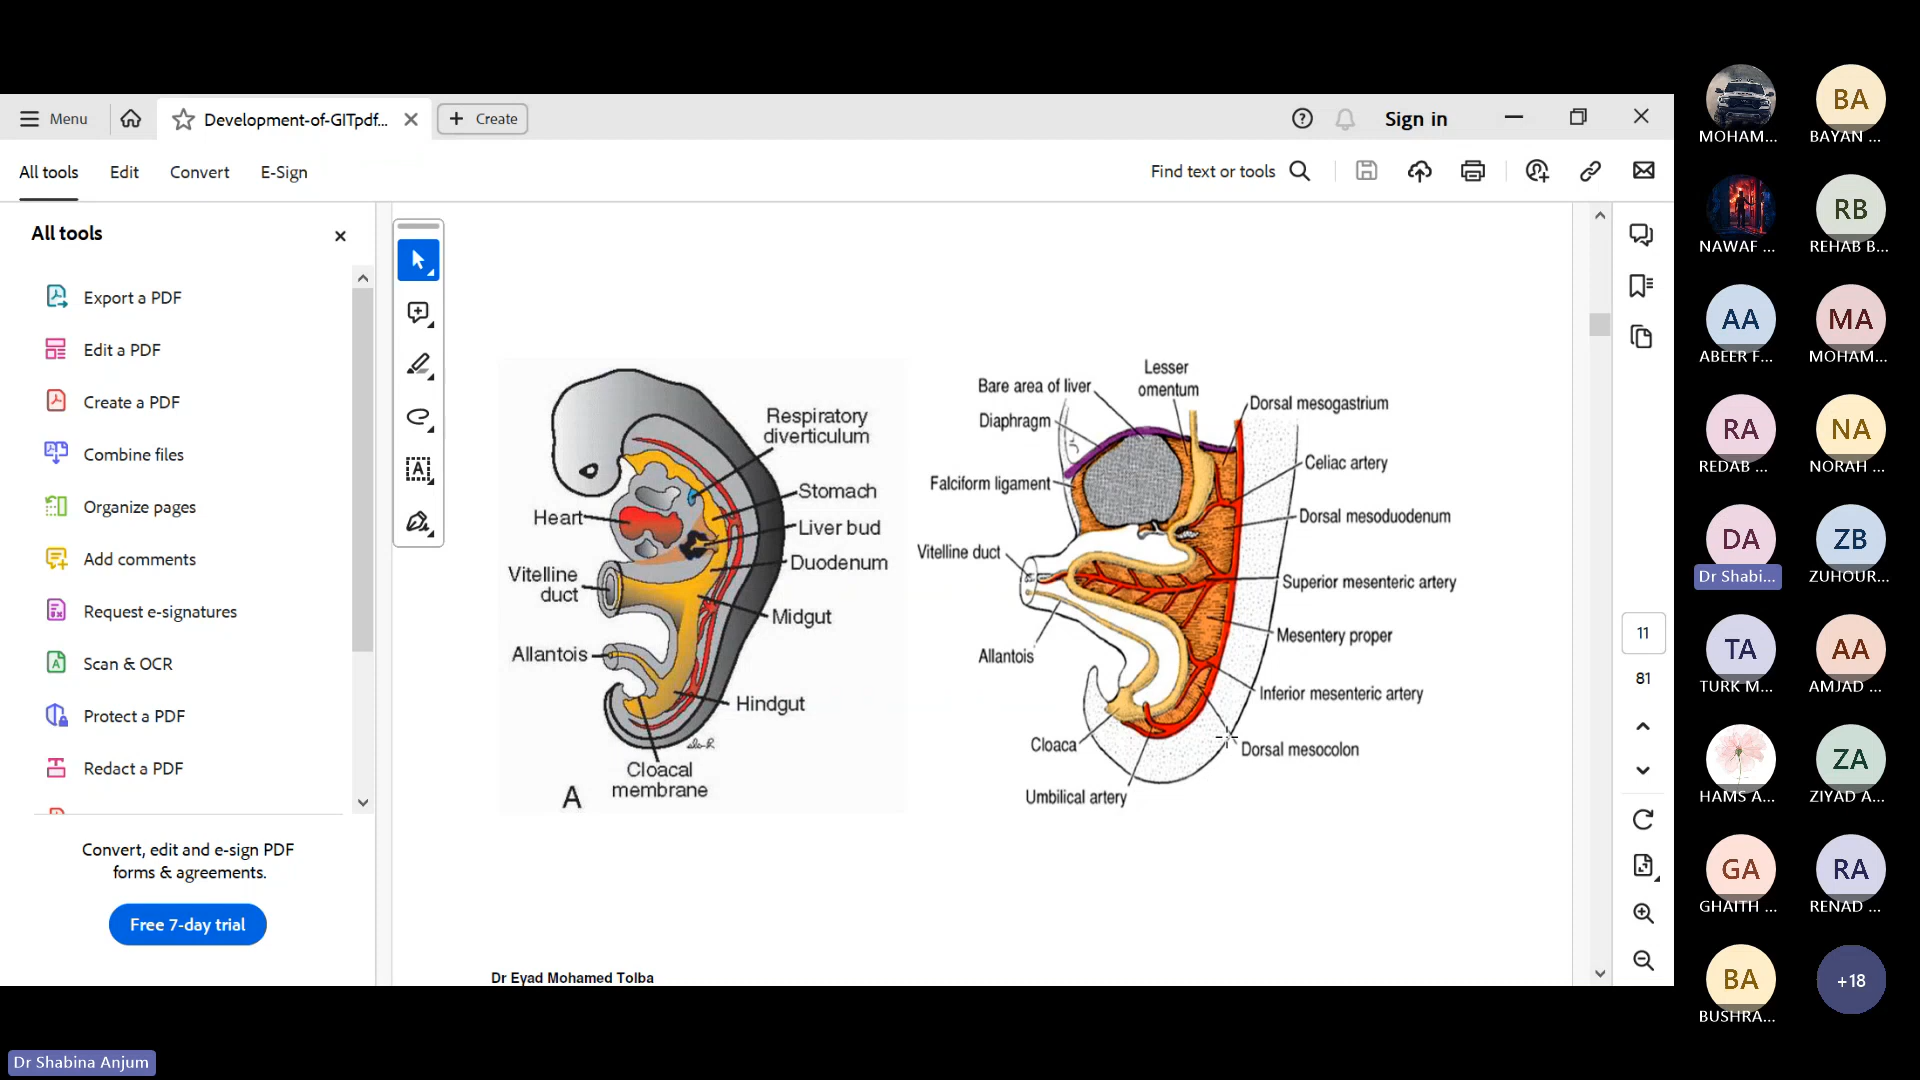 Menu
Development-of-GITpdf...
Create
Sign in
All tools
Edit
Convert
E-Sign
Find text or tools
All tools
Export a PDF
Edit a PDF
Create a PDF
Combine files
Organize pages
Add comments
Request e-signatures
Scan & OCR
Protect a PDF
Redact a PDF
Convert, edit and e-sign PDF
forms & agreements.
Free 7-day trial
Respiratory
diverticulum
Stomach
Heart
Liver bud
Duodenum
Vitelline
duct
Midgut
Allantois
Hindgut
Cloacal
membrane
A
Lesser
omentum
Bare area of liver
Dorsal mesogastrium
Diaphragm
Celiac artery
Falciform ligament
Dorsal mesoduodenum
Vitelline duct
Superior mesenteric artery
Mesentery proper
Allantois
Inferior mesenteric artery
Cloaca
Dorsal mesocolon
Umbilical artery
Dr Eyad Mohamed Tolba
11
81
MOHAM...
BA
BAYAN ...
NAWAF ...
RB
REHAB B...
AA
ABEER F...
MA
MOHAM...
RA
REDAB ...
NA
NORAH ...
DA
Dr Shabi...
ZB
ZUHOUR...
TA
TURK M...
AA
AMJAD ...
HAMS A...
ZA
ZIYAD A...
GA
GHAITH ...
RA
RENAD ...
BA
BUSHRA...
+18
Dr Shabina Anjum